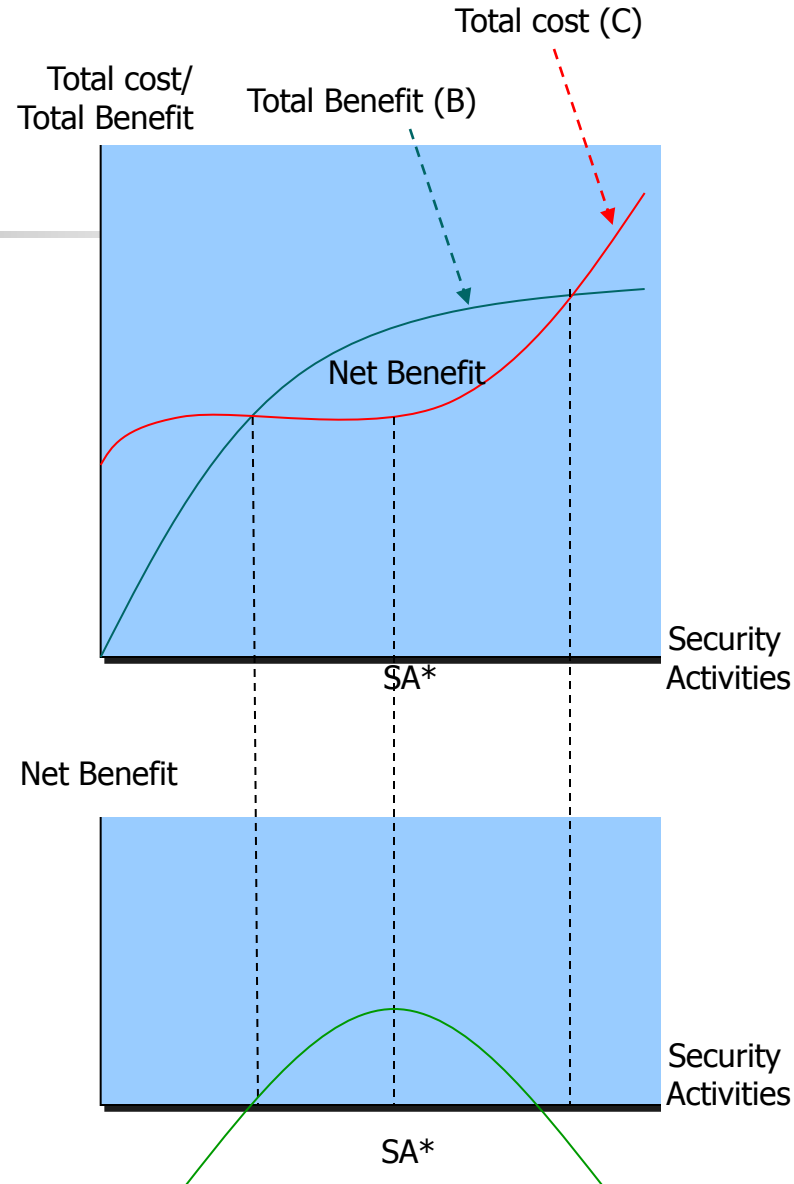 Total cost (C)
Total cost/
Total Benefit
Total Benefit (B)
Net Benefit
Security
Activities
SA*
Net Benefit
Security
Activities
SA*